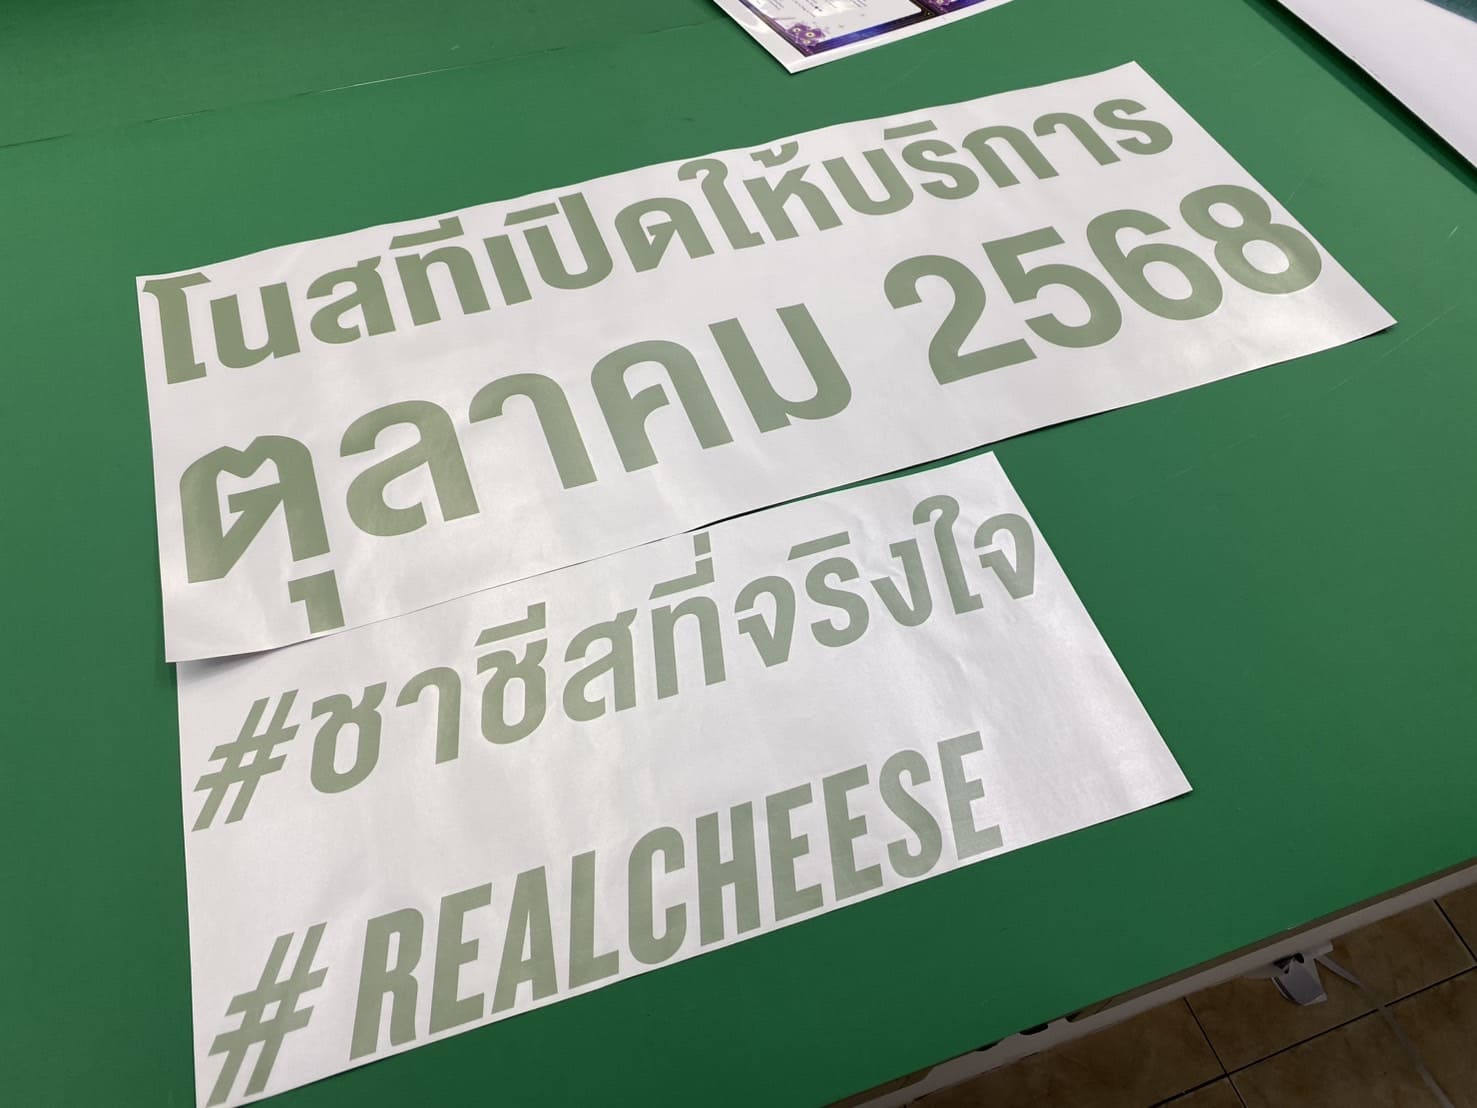 โนสทีเปิดให้บริการ
ตุลาคม 2568
#ชาชีสที่จริงใจ
#REALCHEESE